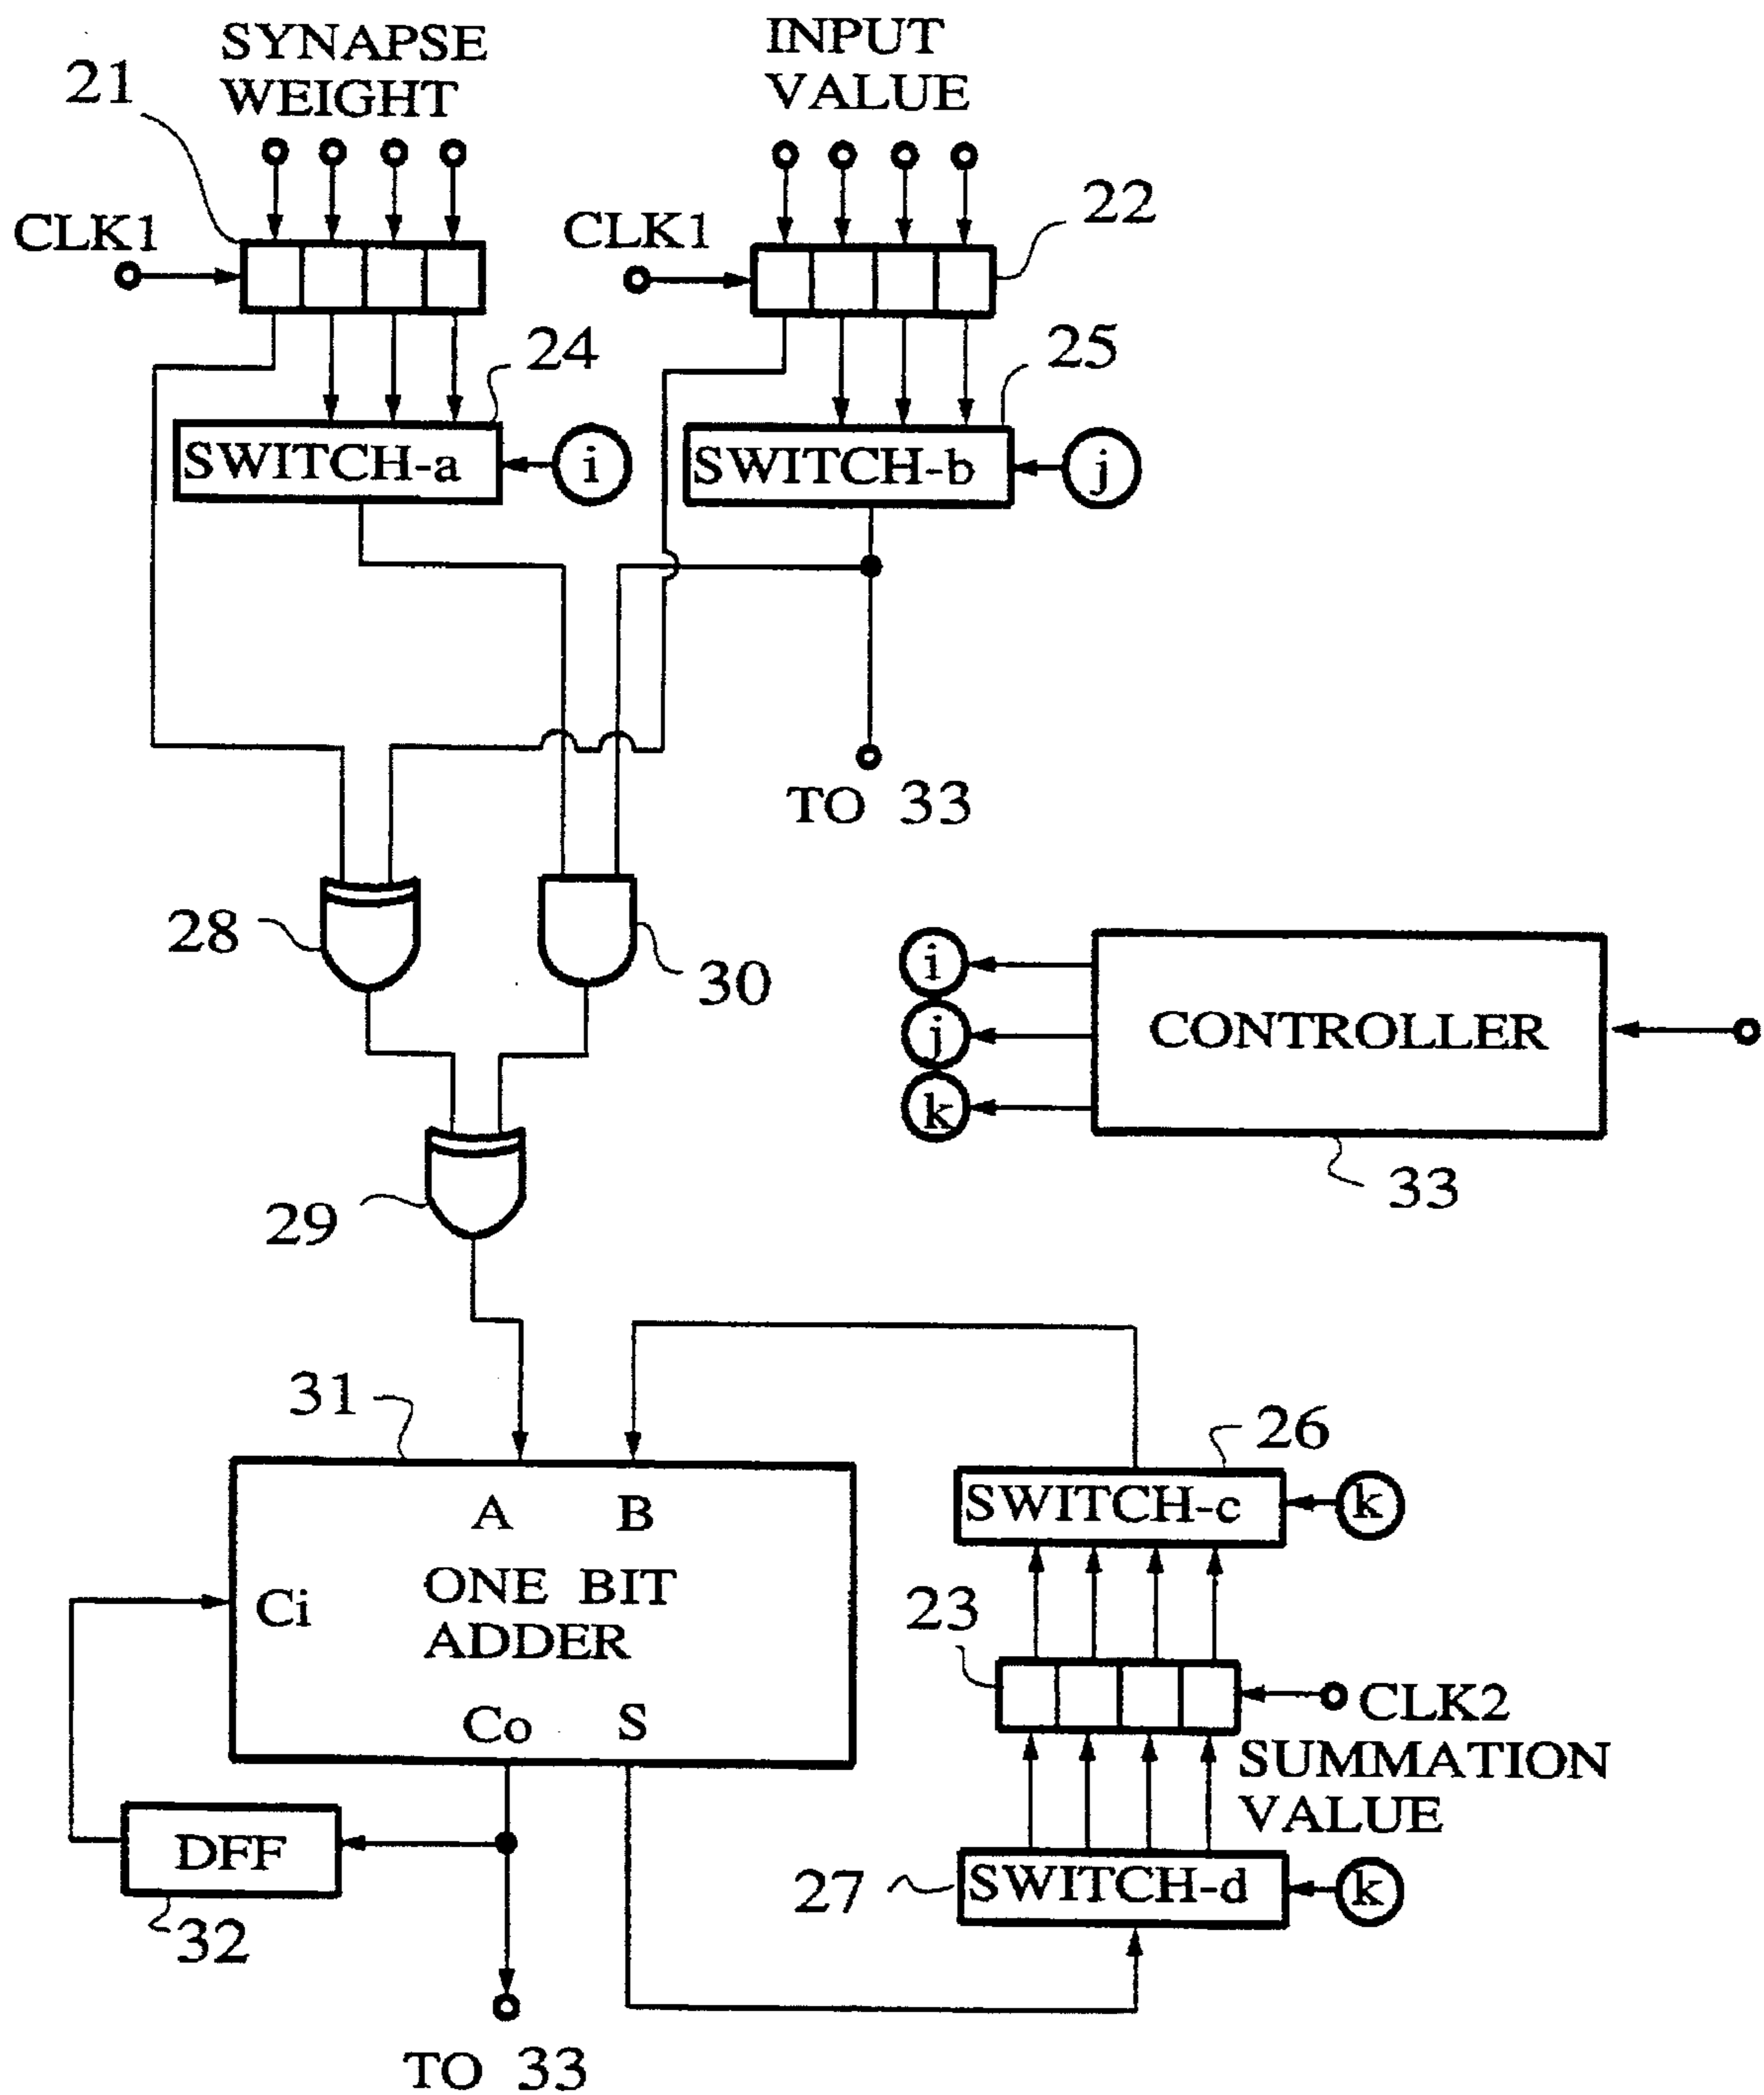 SYNAPSE
WEIGHT
INPUT
VALUE
21
22
CLK1
CLK1
24
25
SWITCH-a
i
SWITCH-b
j
TO 33
28
30
i
j
k
CONTROLLER
33
29
31
26
A B
SWITCH-c
k
Ci
ONE BIT
ADDER
23
Co S
CLK2
SUMMATION
VALUE
DFF
27
SWITCH-d
k
32
TO 33